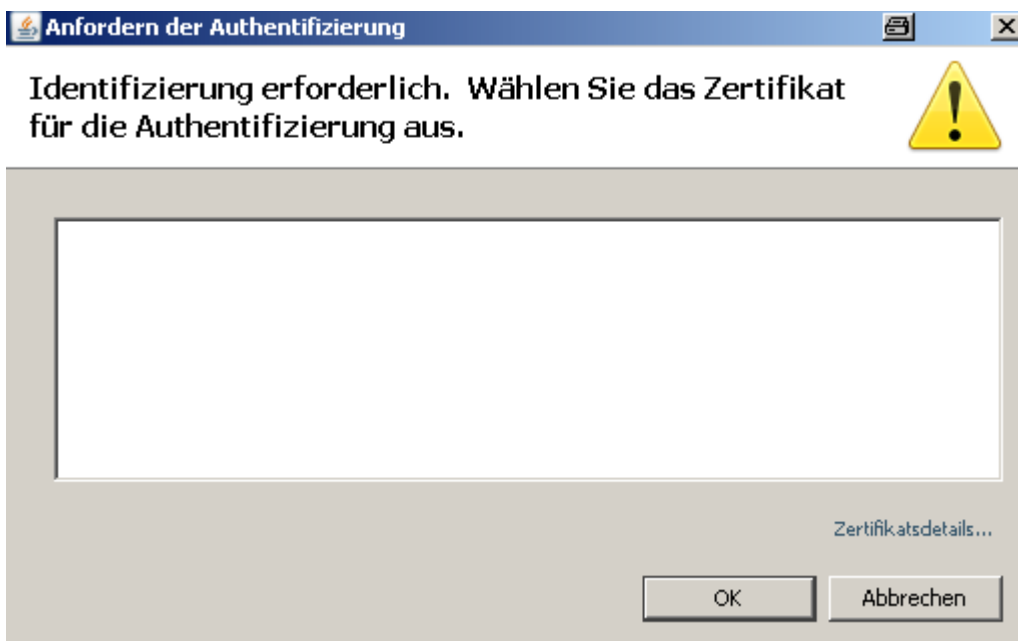 Anfordern der Authentifizierung
Identifizierung erforderlich. Wählen Sie das Zertifikat
für die Authentifizierung aus.
Zertifikatsdetails...
OK
Abbrechen